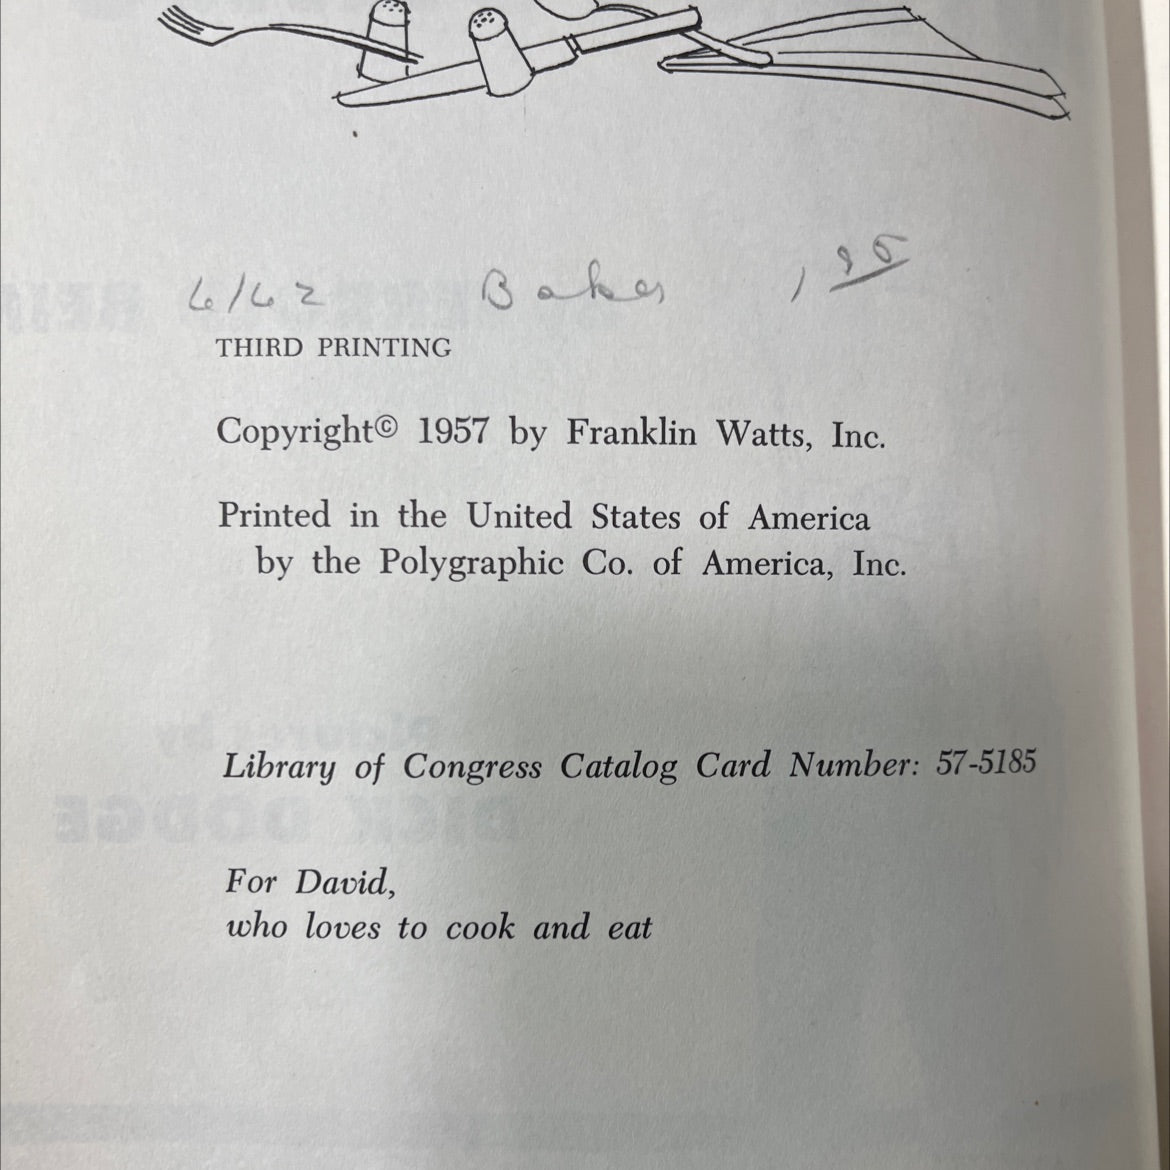 6/62 Baker 1.95
THIRD PRINTING
Copyright© 1957 by Franklin Watts, Inc.
Printed in the United States of America
by the Polygraphic Co. of America, Inc.
Library of Congress Catalog Card Number: 57-5185
For David,
who loves to cook and eat